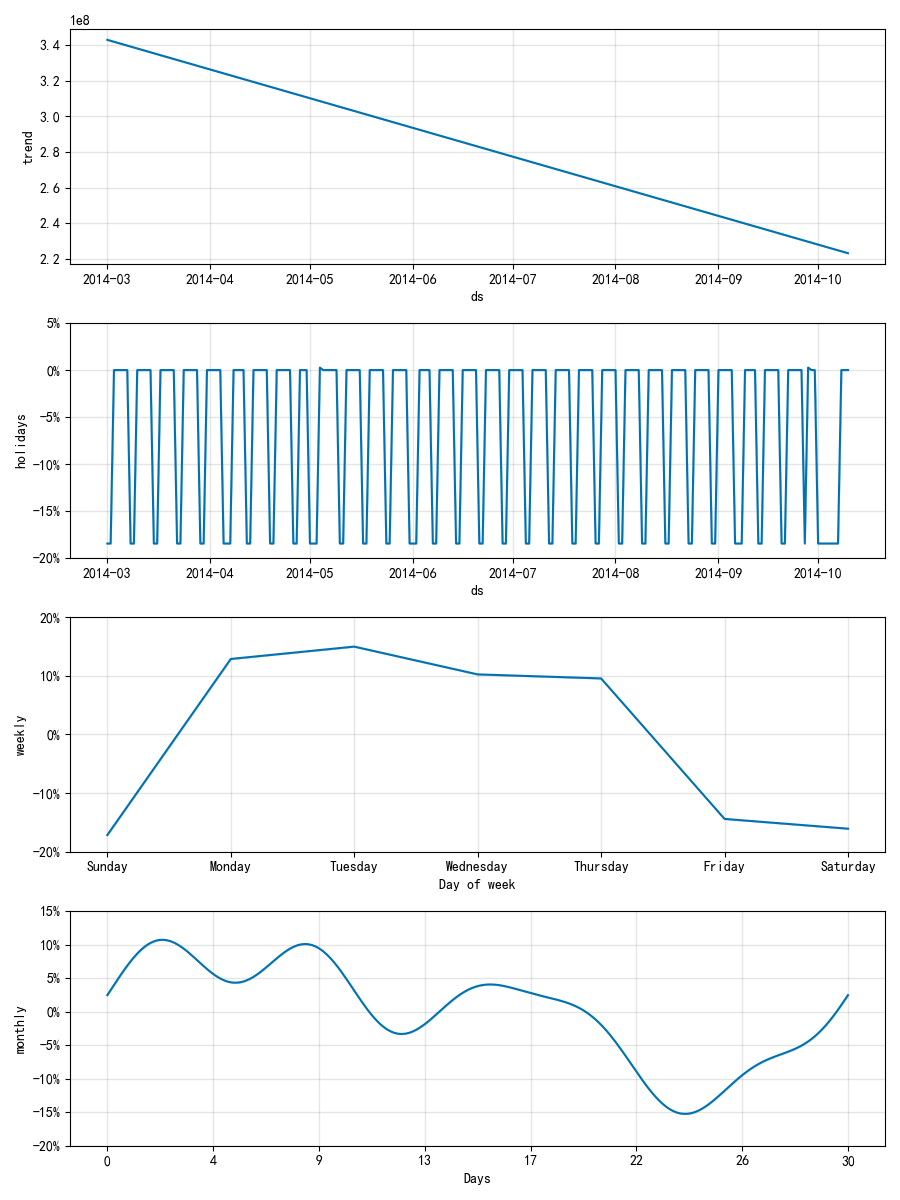 1e8
3.4
3.2
3.0
2.8
2.6
2.4
2.2
trend
2014-03 2014-04 2014-05 2014-06 2014-07 2014-08 2014-09 2014-10
ds
5%
0%
-5%
-10%
-15%
-20%
holidays
2014-03 2014-04 2014-05 2014-06 2014-07 2014-08 2014-09 2014-10
ds
20%
10%
0%
-10%
-20%
weekly
Sunday Monday Tuesday Wednesday Thursday Friday Saturday
Day of week
15%
10%
5%
0%
-5%
-10%
-15%
-20%
monthly
0 4 9 13 17 22 26 30
Days